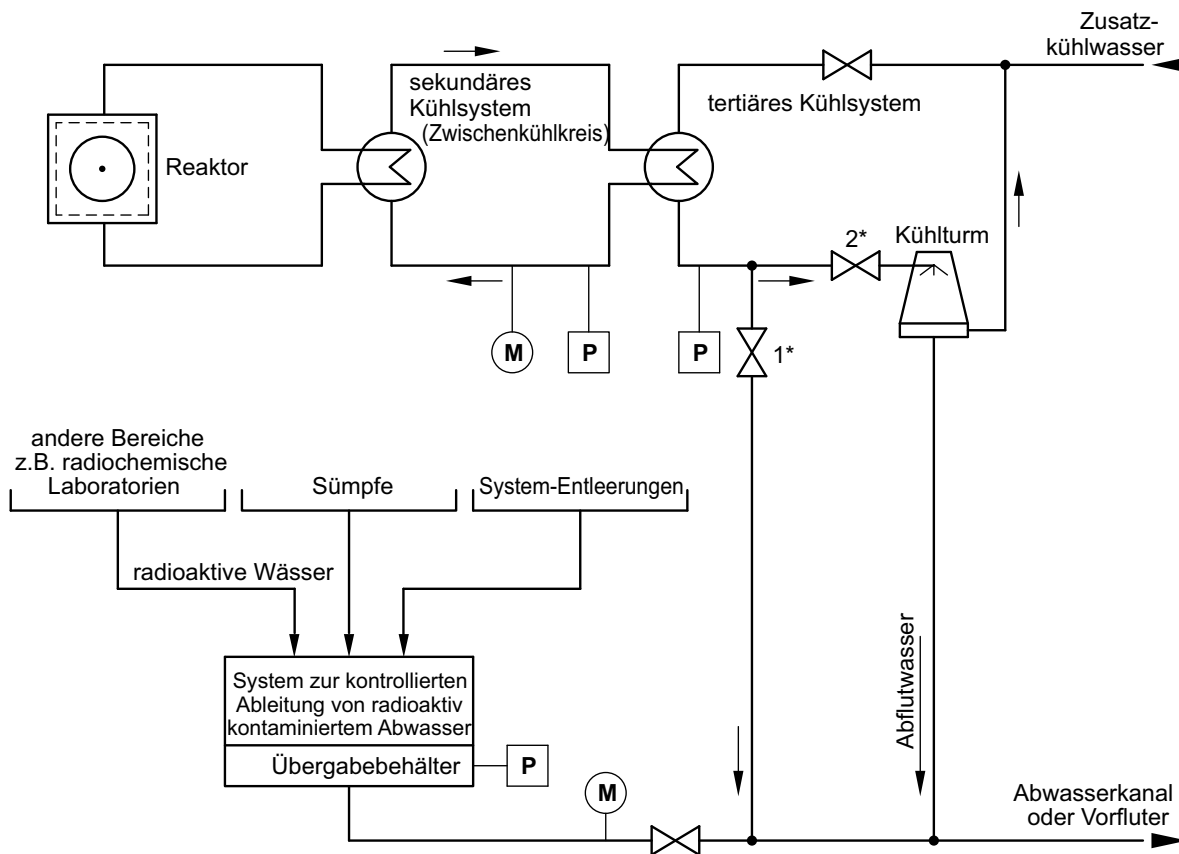 Zusatz-
kühlwasser
sekundäres
Kühlsystem
(Zwischenkühlkreis)
tertiäres Kühlsystem
Reaktor
2*
Kühlturm
M
P
P
1*
andere Bereiche
z.B. radiochemische
Laboratorien
Sümpfe
System-Entleerungen
radioaktive Wässer
System zur kontrollierten
Ableitung von radioaktiv
kontaminiertem Abwasser
Übergabebehälter
P
M
Abflutwasser
Abwasserkanal
oder Vorfluter